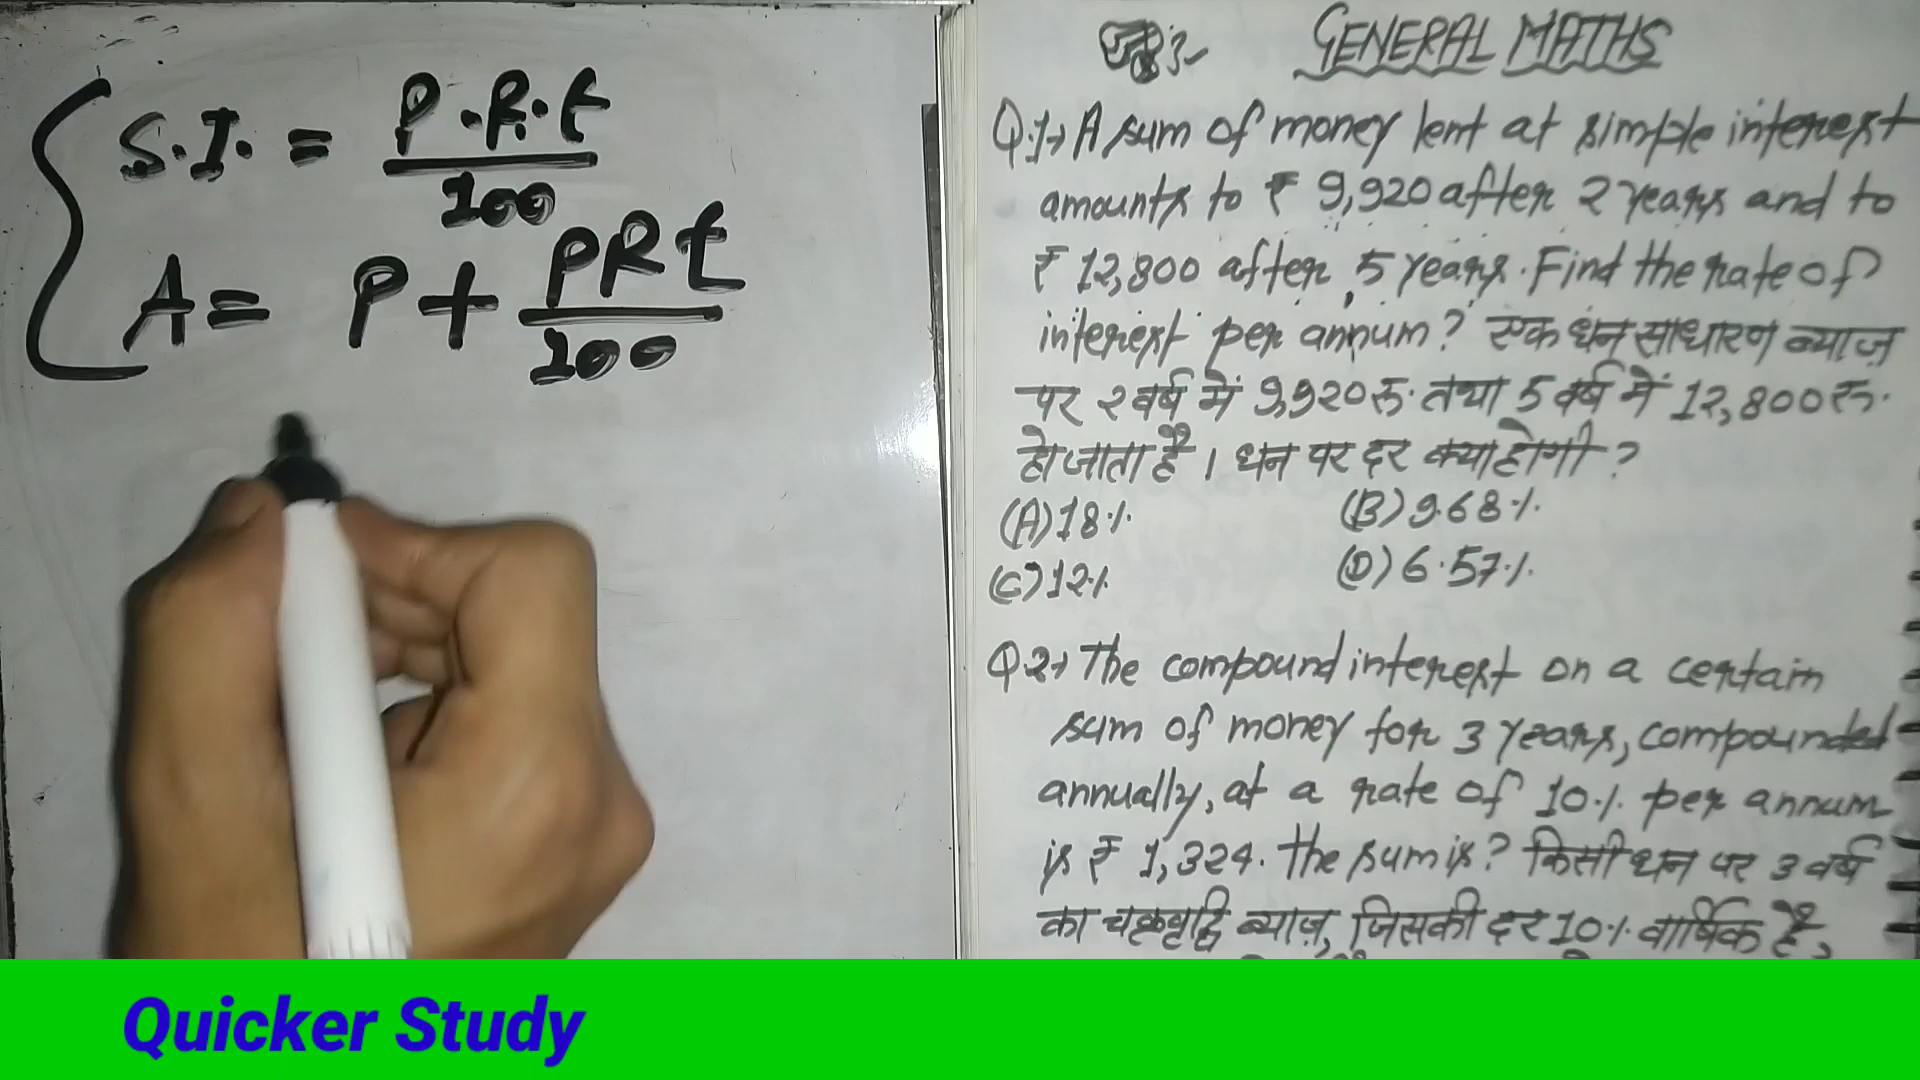 S.I. = P.R.t
100
A = P + PRt
100
GENERAL MATHS
Q.1→ A sum of money lent at simple interest
amounts to ₹ 9,920 after 2 years and to
₹ 12,800 after 5 years. Find the rate of
interest per annum? एक धन साधारण ब्याज़
पर २ वर्ष में 9,920 रू. तथा 5 वर्ष में 12,800 रू.
हो जाता है । धन पर दर क्या होगी ?
(A) 18%
(B) 9.68%
(C) 12%
(D) 6.57%
Q.2→ The compound interest on a certain
sum of money for 3 years, compounded
annually, at a rate of 10% per annum
is ₹ 1,324. The sum is? किसी धन पर 3 वर्ष
का चक्रवृद्धि ब्याज़, जिसकी दर 10% वार्षिक है,
Quicker Study